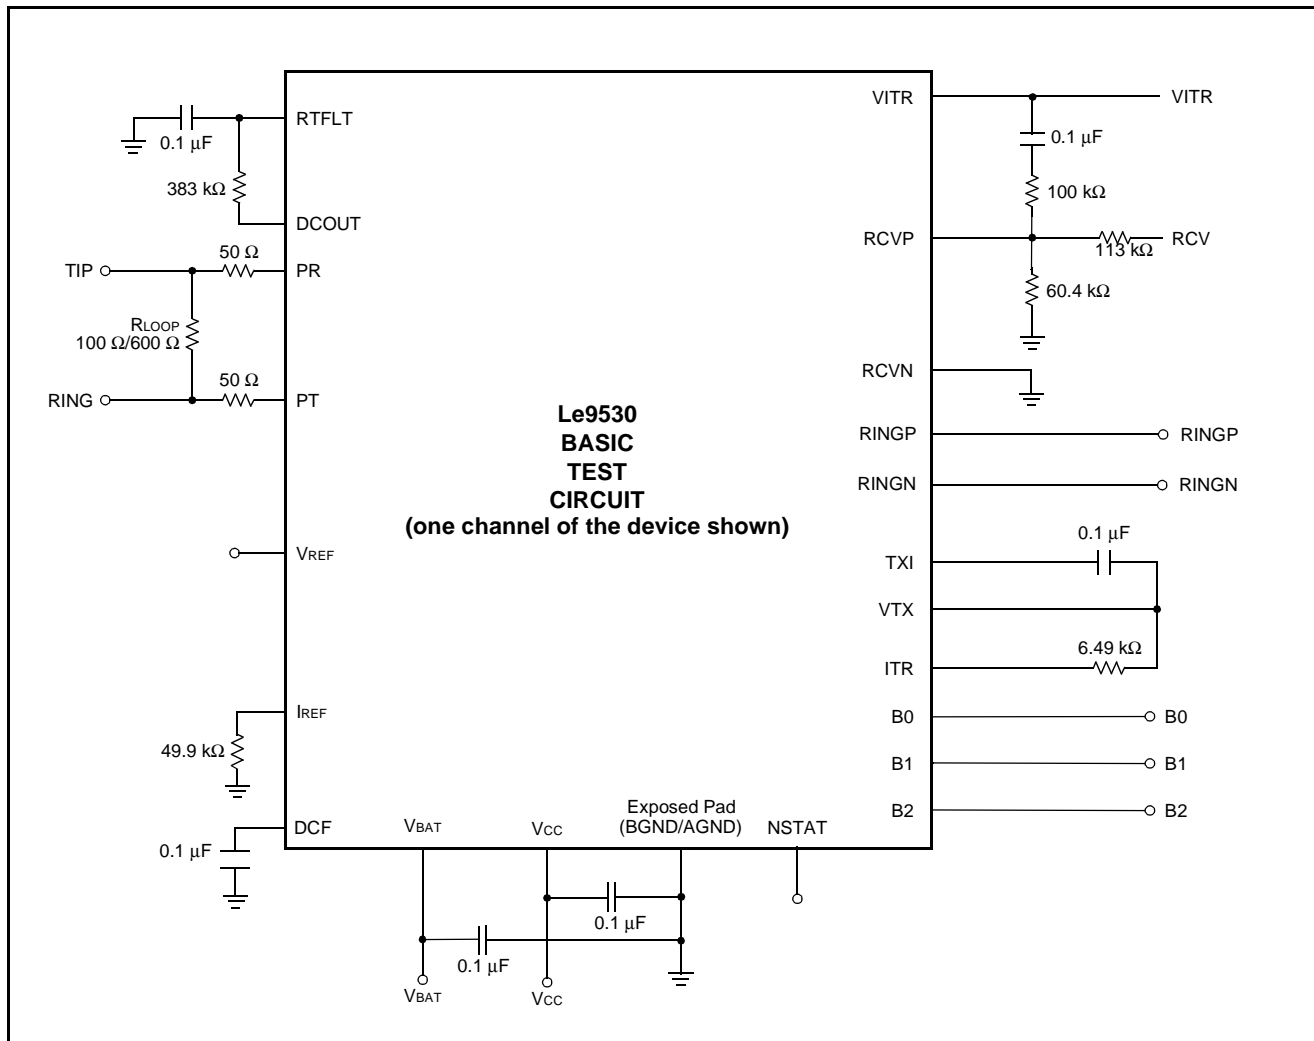 RTFLT
0.1 μF
383 kΩ
DCOUT
50 Ω
TIP
PR
RLOOP
100 Ω/600 Ω
50 Ω
RING
PT
VREF
IREF
49.9 kΩ
DCF
0.1 μF
VBAT
VCC
Exposed Pad
(BGND/AGND)
NSTAT
0.1 μF
0.1 μF
VBAT
VCC
Le9530
BASIC
TEST
CIRCUIT
(one channel of the device shown)
VITR
VITR
0.1 μF
100 kΩ
RCVP
RCV
113 kΩ
60.4 kΩ
RCVN
RINGP
RINGP
RINGN
RINGN
0.1 μF
TXI
VTX
6.49 kΩ
ITR
B0
B0
B1
B1
B2
B2